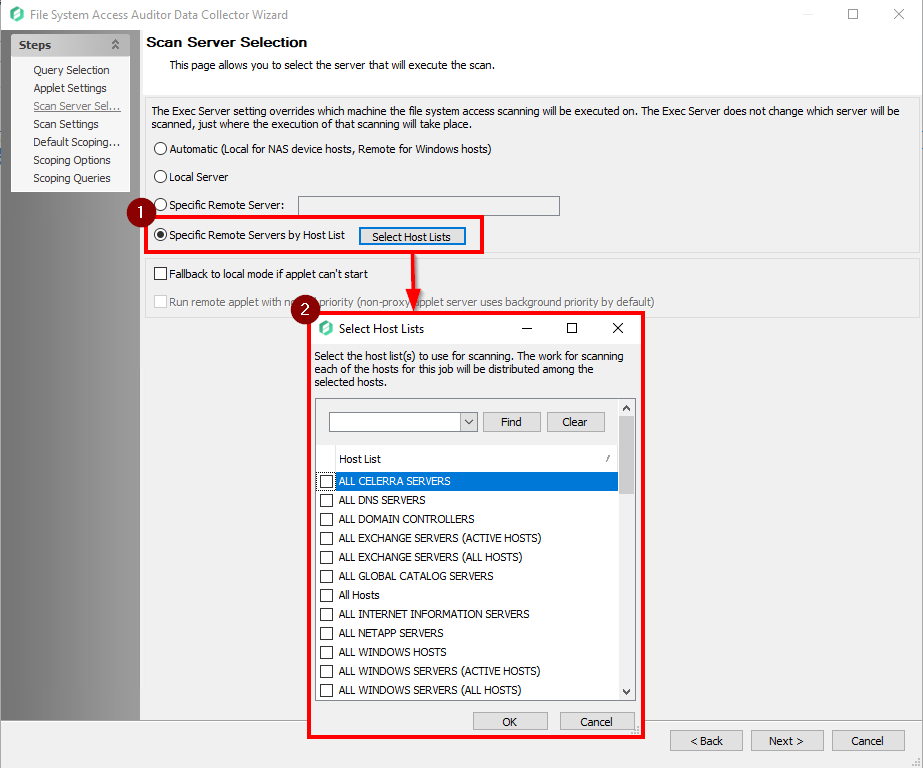 File System Access Auditor Data Collector Wizard
Steps
Query Selection
Applet Settings
Scan Server Sel...
Scan Settings
Default Scoping...
Scoping Options
Scoping Queries
Scan Server Selection
This page allows you to select the server that will execute the scan.
The Exec Server setting overrides which machine the file system access scanning will be executed on. The Exec Server does not change which server will be
scanned, just where the execution of that scanning will take place.
Automatic (Local for NAS device hosts, Remote for Windows hosts)
Local Server
Specific Remote Server:
1
Specific Remote Servers by Host List
Select Host Lists
Fallback to local mode if applet can't start
Run remote applet with priority (non-proxy applet server uses background priority by default)
2
Select Host Lists
Select the host list(s) to use for scanning. The work for scanning
each of the hosts for this job will be distributed among the
selected hosts.
Find
Clear
Host List
ALL CELERRA SERVERS
ALL DNS SERVERS
ALL DOMAIN CONTROLLERS
ALL EXCHANGE SERVERS (ACTIVE HOSTS)
ALL EXCHANGE SERVERS (ALL HOSTS)
ALL GLOBAL CATALOG SERVERS
All Hosts
ALL INTERNET INFORMATION SERVERS
ALL NETAPP SERVERS
ALL WINDOWS HOSTS
ALL WINDOWS SERVERS (ACTIVE HOSTS)
ALL WINDOWS SERVERS (ALL HOSTS)
OK
Cancel
< Back
Next >
Cancel